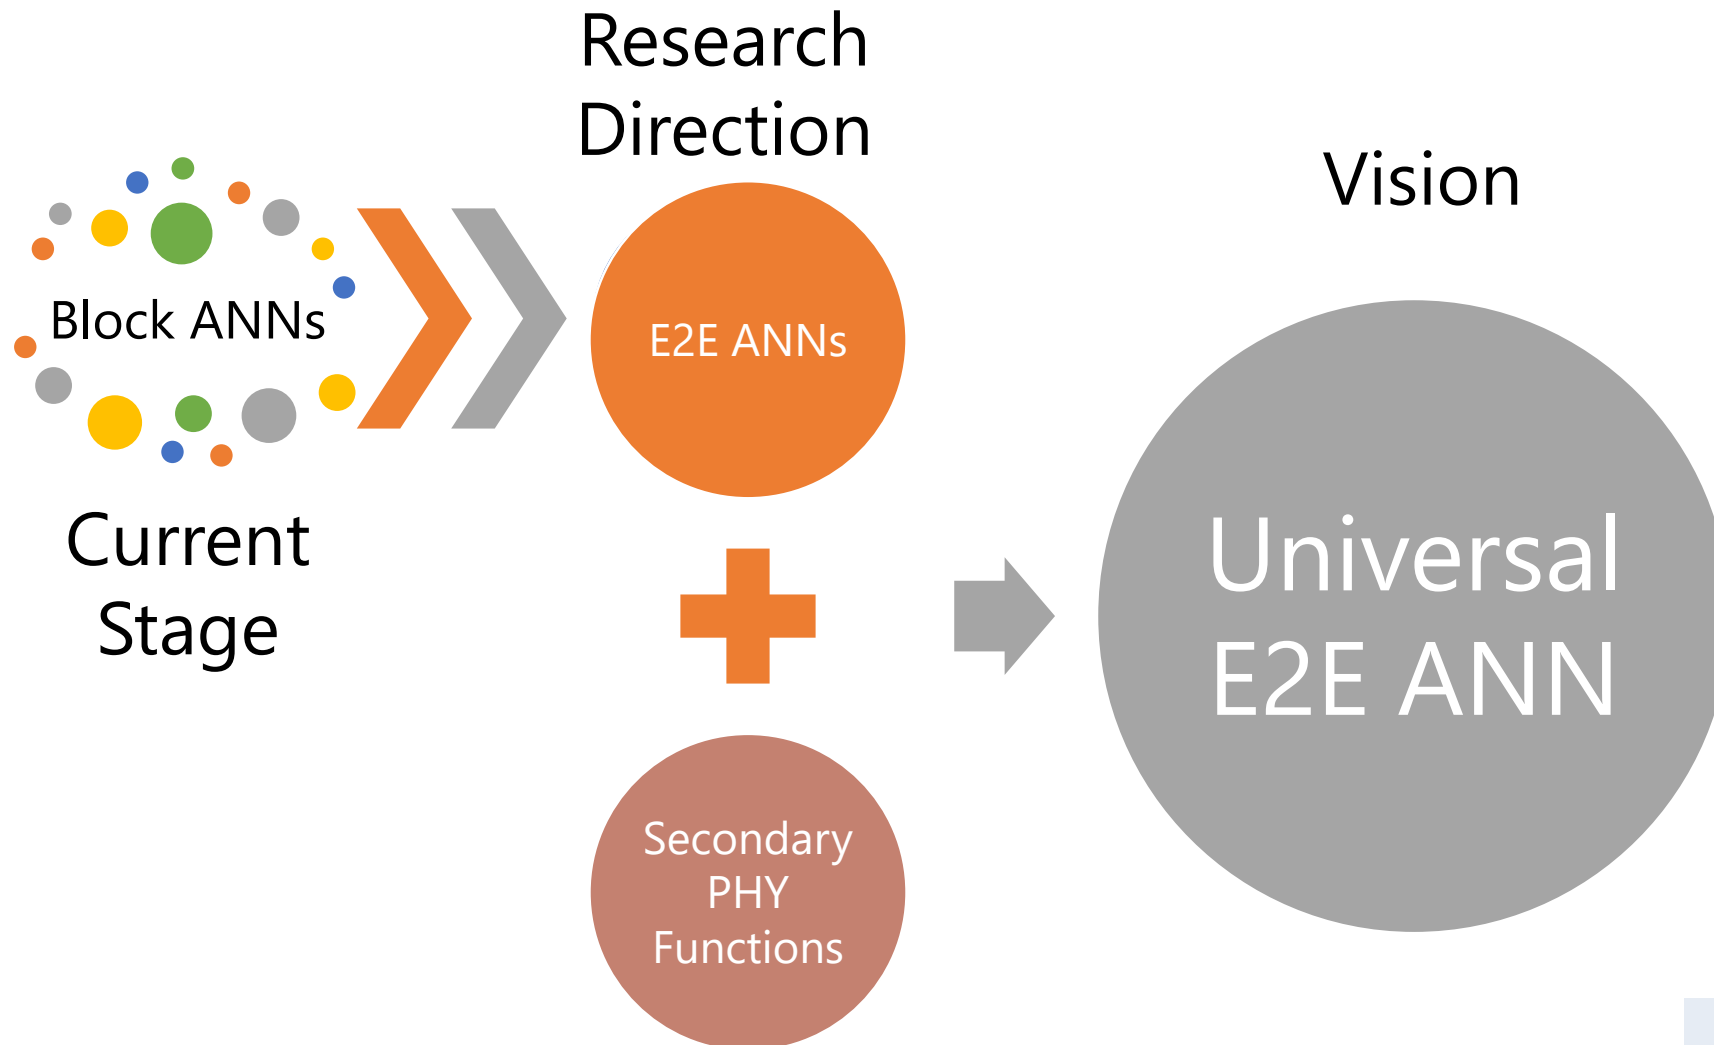 Research
Direction
Vision
Block ANNs
E2E ANNs
Current
Stage
Universal
E2E ANN
Secondary
PHY
Functions